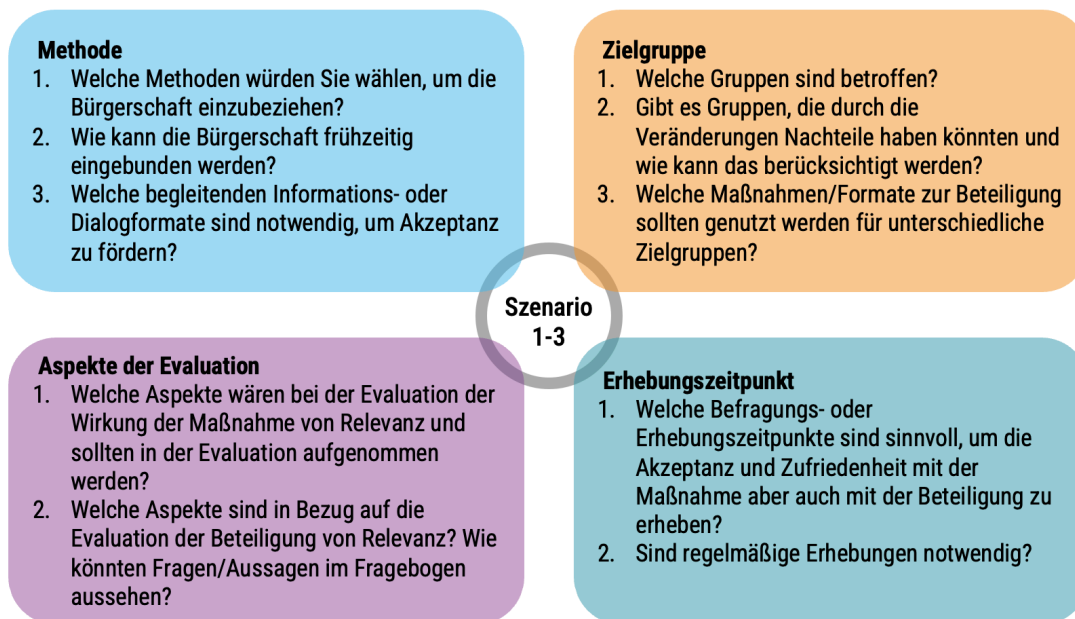 Methode
1. Welche Methoden würden Sie wählen, um die
Bürgerschaft einzubeziehen?
2. Wie kann die Bürgerschaft frühzeitig
eingebunden werden?
3. Welche begleitenden Informations- oder
Dialogformate sind notwendig, um Akzeptanz
zu fördern?
Zielgruppe
1. Welche Gruppen sind betroffen?
2. Gibt es Gruppen, die durch die
Veränderungen Nachteile haben könnten und
wie kann das berücksichtigt werden?
3. Welche Maßnahmen/Formate zur Beteiligung
sollten genutzt werden für unterschiedliche
Zielgruppen?
Szenario
1-3
Aspekte der Evaluation
1. Welche Aspekte wären bei der Evaluation der
Wirkung der Maßnahme von Relevanz und
sollten in der Evaluation aufgenommen
werden?
2. Welche Aspekte sind in Bezug auf die
Evaluation der Beteiligung von Relevanz? Wie
könnten Fragen/Aussagen im Fragebogen
aussehen?
Erhebungszeitpunkt
1. Welche Befragungs- oder
Erhebungszeitpunkte sind sinnvoll, um die
Akzeptanz und Zufriedenheit mit der
Maßnahme aber auch mit der Beteiligung zu
erheben?
2. Sind regelmäßige Erhebungen notwendig?